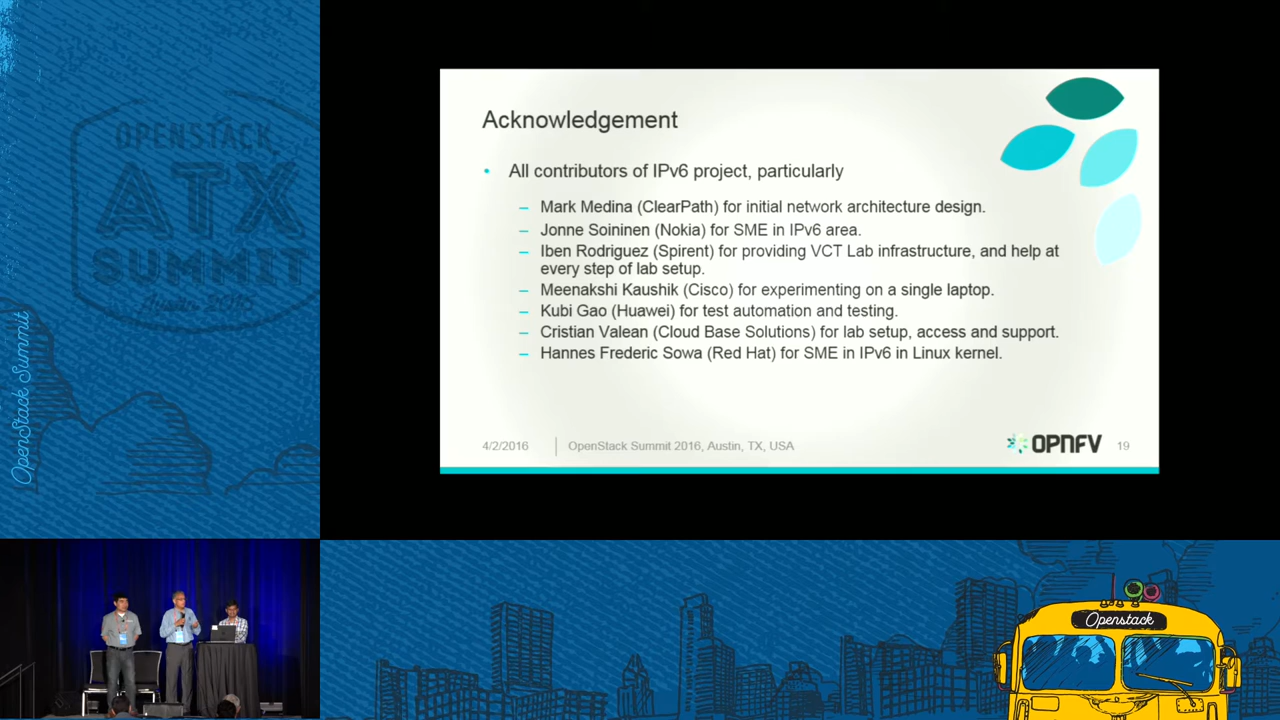 OPENSTACK
ATX
SUMMIT
Austin 2016
OpenStack Summit
Acknowledgement
• All contributors of IPv6 project, particularly
– Mark Medina (ClearPath) for initial network architecture design.
– Jonne Soininen (Nokia) for SME in IPv6 area.
– Iben Rodriguez (Spirent) for providing VCT Lab infrastructure, and help at
every step of lab setup.
– Meenakshi Kaushik (Cisco) for experimenting on a single laptop.
– Kubi Gao (Huawei) for test automation and testing.
– Cristian Valean (Cloud Base Solutions) for lab setup, access and support.
– Hannes Frederic Sowa (Red Hat) for SME in IPv6 in Linux kernel.
4/2/2016
OpenStack Summit 2016, Austin, TX, USA
OPNFV
19
Openstack